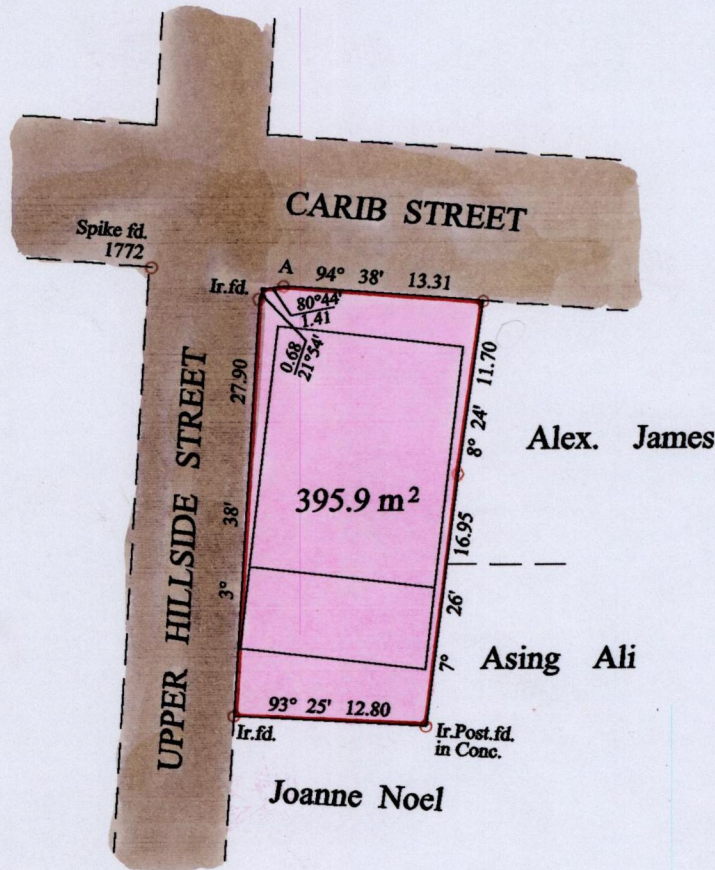 CARIB STREET
Spike fd.
1772
A 94° 38' 13.31
Ir.fd.
80°44'
1.41
0.68
21°54'
27.90
11.70
UPPER HILLSIDE STREET
8° 24'
Alex. James
395.9 m²
38'
16.95
3°
26'
7°
Asing Ali
93° 25' 12.80
Ir.fd.
Ir.Post.fd.
in Conc.
Joanne Noel